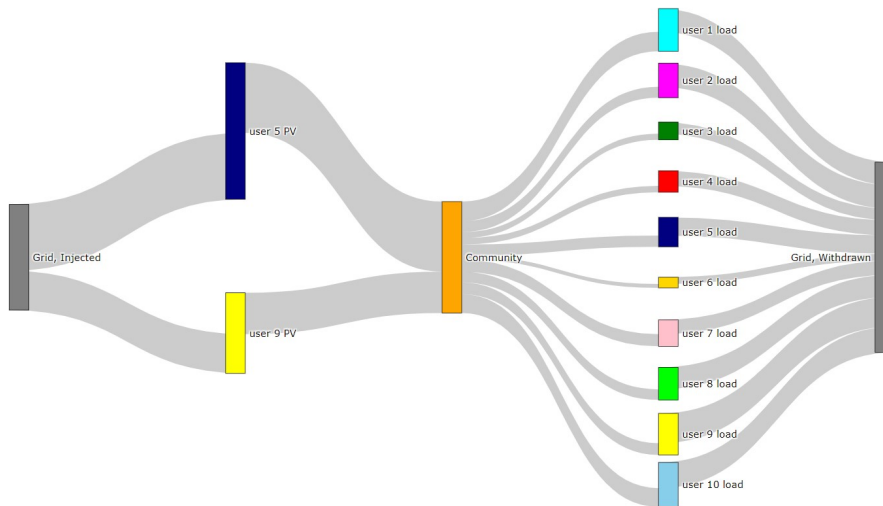 user 1 load
user 2 load
user 5 PV
user 3 load
user 4 load
user 5 load
Grid, Injected
Community
Grid, Withdrawn
user 6 load
user 9 PV
user 7 load
user 8 load
user 9 load
user 10 load